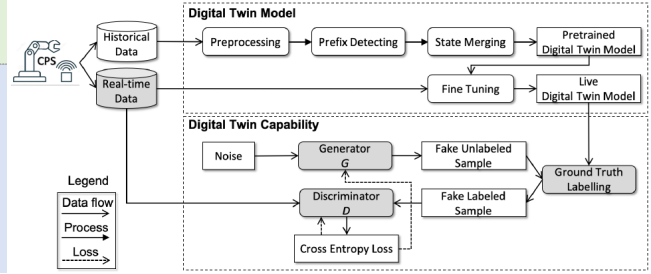 Digital Twin Model
Historical
Data
Preprocessing
Prefix Detecting
State Merging
Pretrained
Digital Twin Model
CPS
Real-time
Data
Fine Tuning
Live
Digital Twin Model
Digital Twin Capability
Noise
Generator
G
Fake Unlabeled
Sample
Ground Truth
Labelling
Discriminator
D
Fake Labeled
Sample
Cross Entropy Loss
Legend
Data flow
Process
Loss